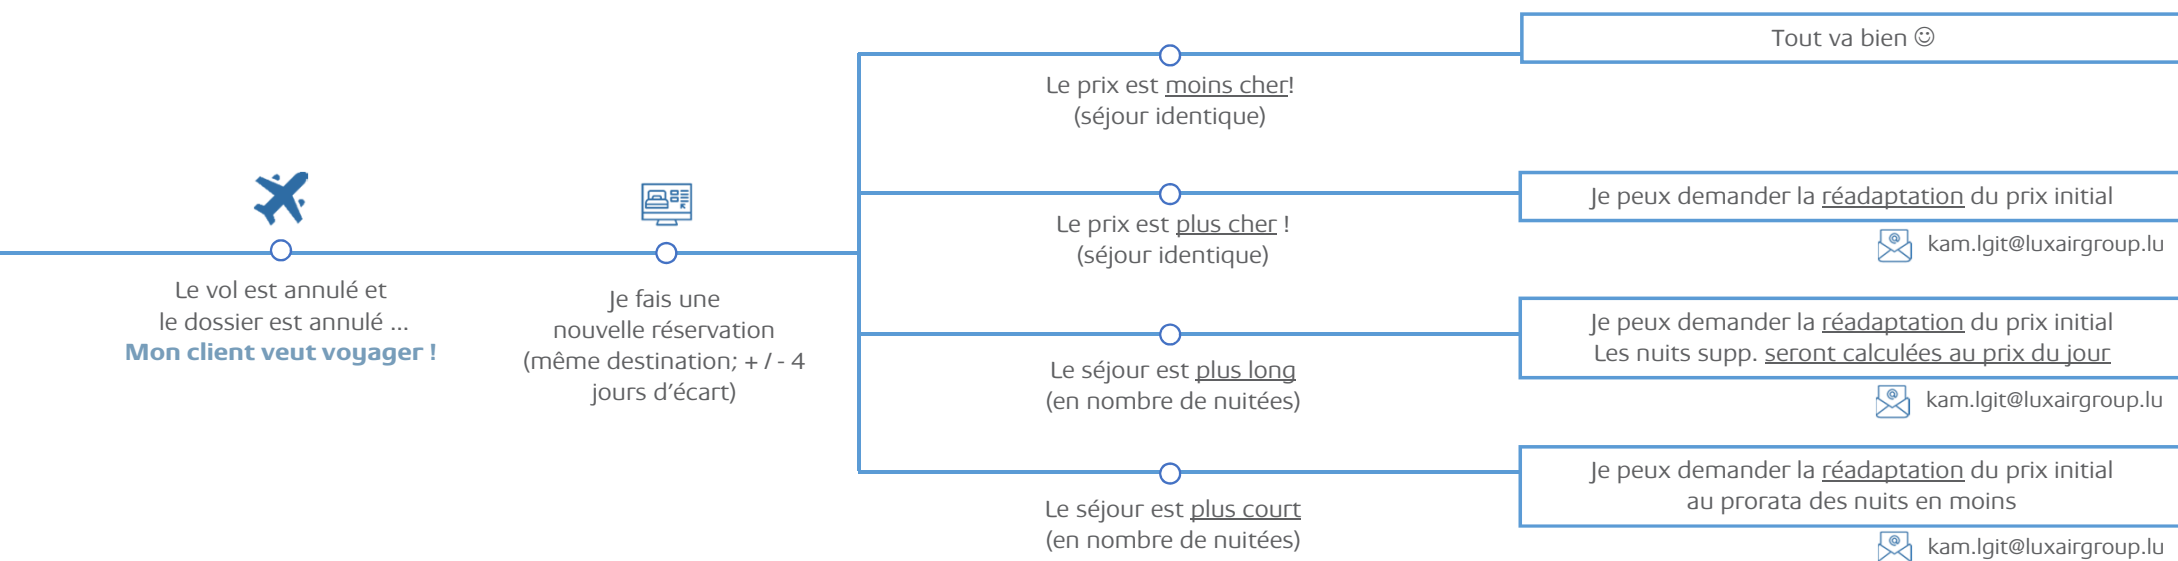 Le vol est annulé et
le dossier est annulé ...
Mon client veut voyager !
Je fais une
nouvelle réservation
(même destination; + / - 4
jours d'écart)
Le prix est moins cher!
(séjour identique)
Tout va bien ☺
Le prix est plus cher !
(séjour identique)
Je peux demander la réadaptation du prix initial
kam.lgit@luxairgroup.lu
Le séjour est plus long
(en nombre de nuitées)
Je peux demander la réadaptation du prix initial
Les nuits supp. seront calculées au prix du jour
kam.lgit@luxairgroup.lu
Le séjour est plus court
(en nombre de nuitées)
Je peux demander la réadaptation du prix initial
au prorata des nuits en moins
kam.lgit@luxairgroup.lu